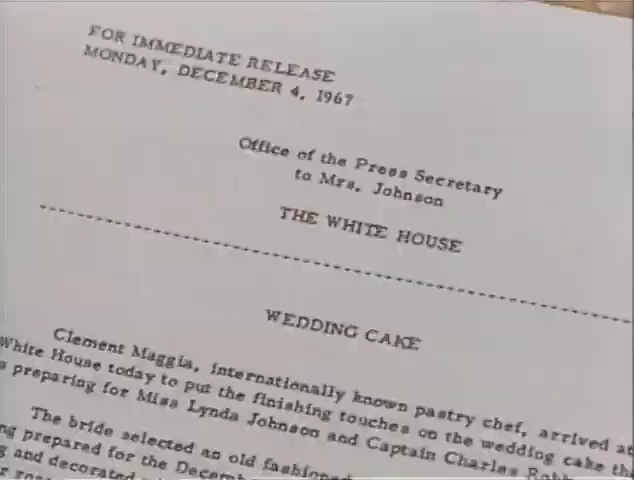 FOR IMMEDIATE RELEASE
MONDAY, DECEMBER 4, 1967
Office of the Press Secretary
to Mrs. Johnson
THE WHITE HOUSE
WEDDING CAKE
Clement Maggia, internationally known pastry chef, arrived at
White House today to put the finishing touches on the wedding cake
preparing for Miss Lynda Johnson and Captain Charles
The bride selected an old fashioned
prepared for the
and decorated